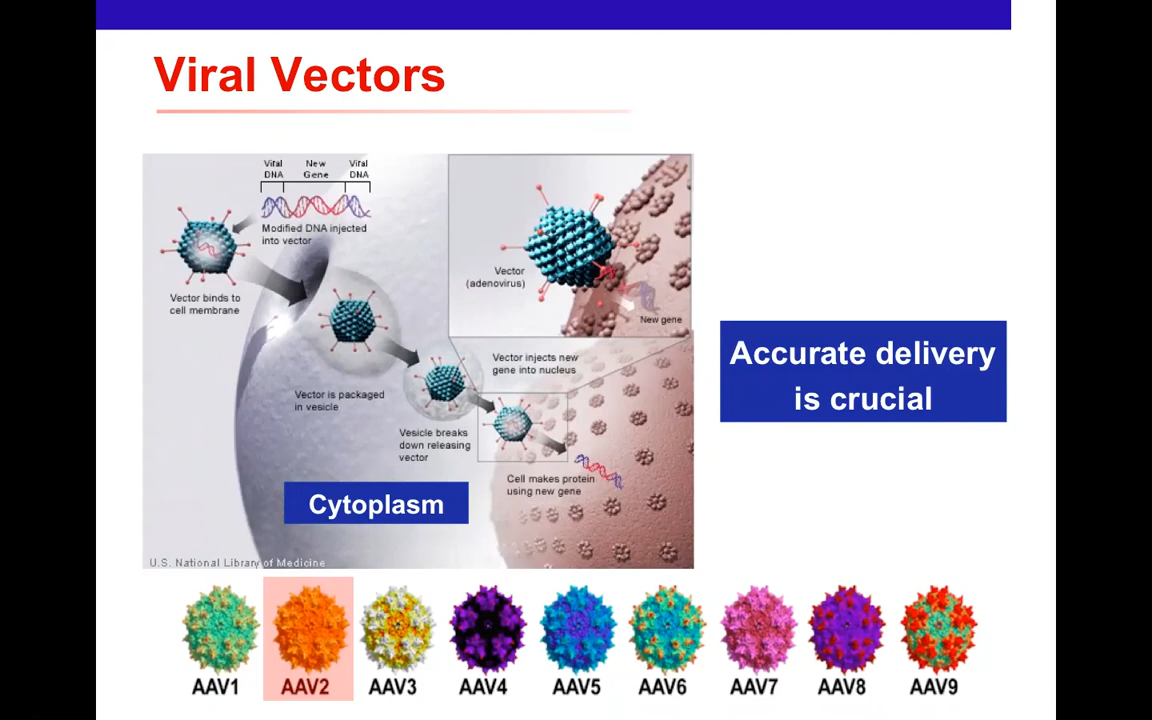 Viral Vectors
Viral
DNA
New
Gene
Viral
DNA
Modified DNA injected
into vector
Vector binds to
cell membrane
Vector
(adenovirus)
New gene
Vector injects new
gene into nucleus
Vector is packaged
in vesicle
Vesicle breaks
down releasing
vector
Cell makes protein
using new gene
Cytoplasm
U.S. National Library of Medicine
Accurate delivery
is crucial
AAV1 AAV2 AAV3 AAV4 AAV5 AAV6 AAV7 AAV8 AAV9